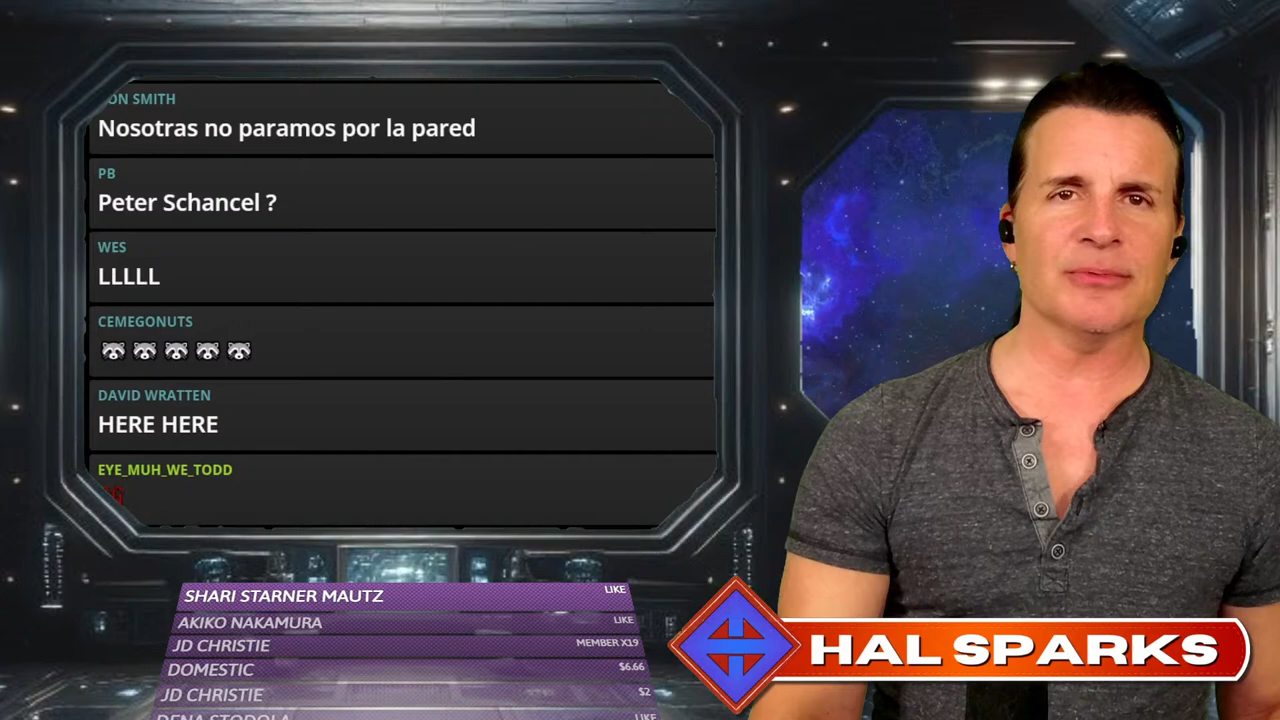 ON SMITH
Nosotras no paramos por la pared
PB
Peter Schancel ?
WES
LLLLL
CEMEGONUTS
DAVID WRATTEN
HERE HERE
EYE_MUH_WE_TODD
SHARI STARNER MAUTZ LIKE
AKIKO NAKAMURA LIKE
JD CHRISTIE MEMBER X19
DOMESTIC $6.66
JD CHRISTIE $2
DENA STODOLA LIKE
HAL SPARKS